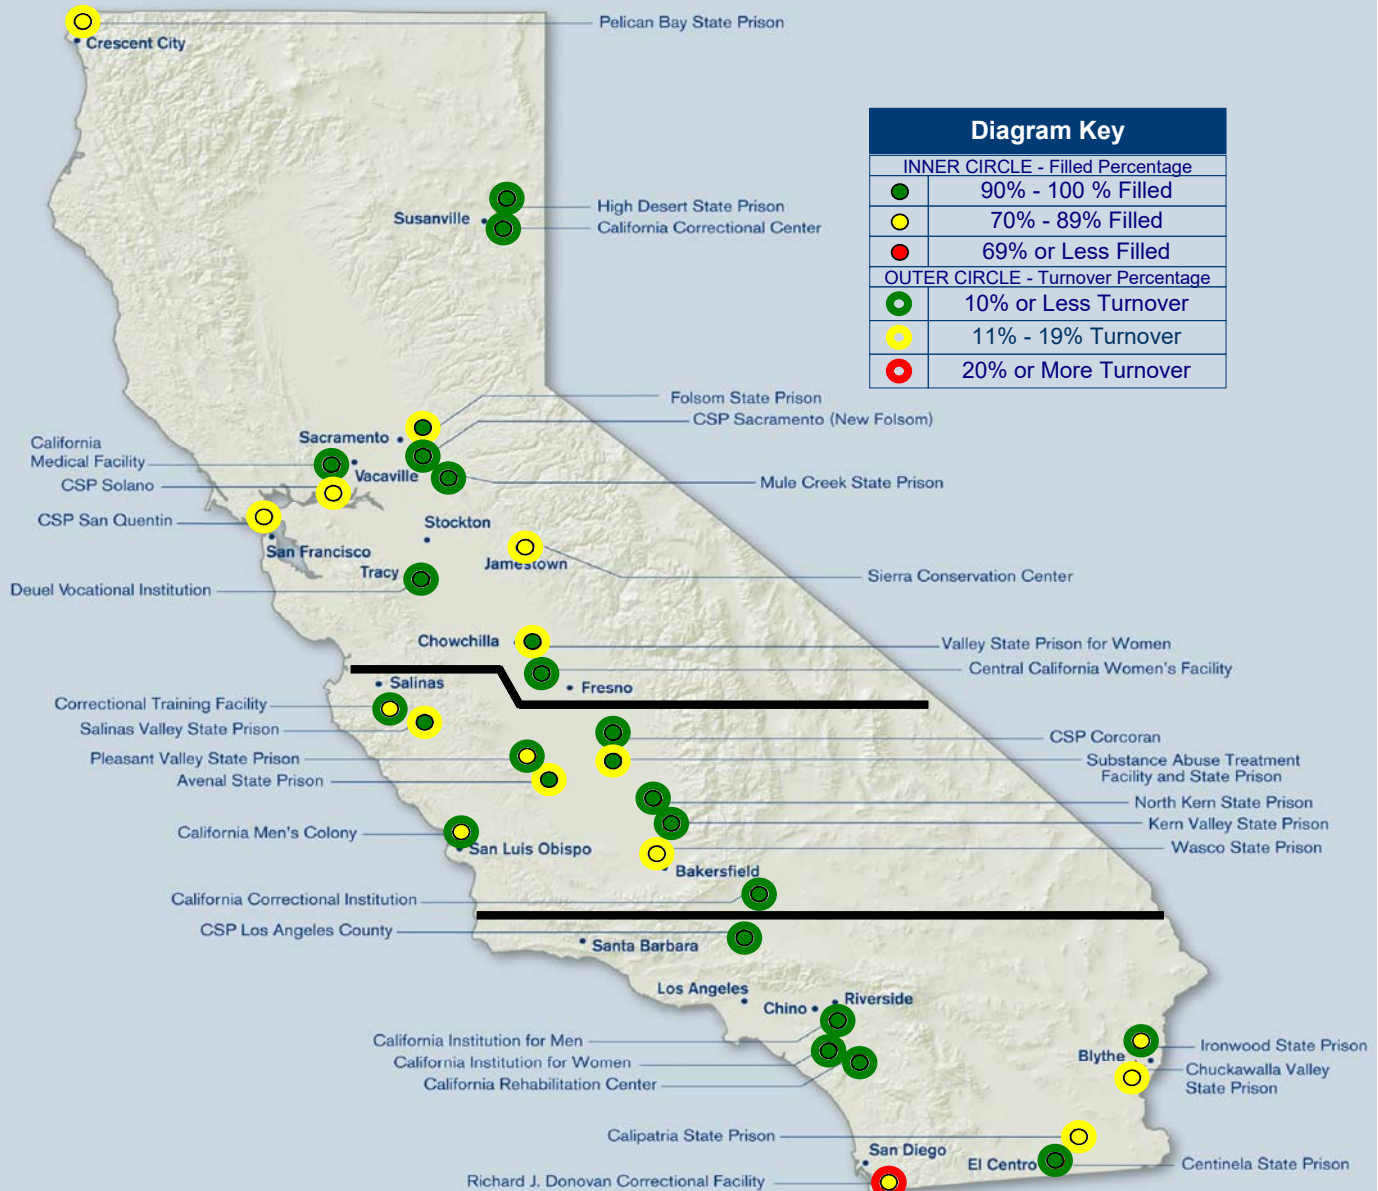 Pelican Bay State Prison
Crescent City
Diagram Key
INNER CIRCLE - Filled Percentage
90% - 100 % Filled
70% - 89% Filled
69% or Less Filled
OUTER CIRCLE - Turnover Percentage
10% or Less Turnover
11% - 19% Turnover
20% or More Turnover
High Desert State Prison
Susanville
California Correctional Center
Folsom State Prison
CSP Sacramento (New Folsom)
Sacramento
California
Medical Facility
Vacaville
CSP Solano
Mule Creek State Prison
CSP San Quentin
Stockton
San Francisco
Jamestown
Tracy
Sierra Conservation Center
Deuel Vocational Institution
Chowchilla
Valley State Prison for Women
Central California Women's Facility
Salinas
Fresno
Correctional Training Facility
Salinas Valley State Prison
CSP Corcoran
Pleasant Valley State Prison
Substance Abuse Treatment
Facility and State Prison
Avenal State Prison
North Kern State Prison
Kern Valley State Prison
California Men's Colony
San Luis Obispo
Wasco State Prison
Bakersfield
California Correctional Institution
CSP Los Angeles County
Santa Barbara
Los Angeles
Chino
Riverside
California Institution for Men
California Institution for Women
California Rehabilitation Center
Ironwood State Prison
Blythe
Chuckawalla Valley
State Prison
Calipatria State Prison
San Diego
El Centro
Centinela State Prison
Richard J. Donovan Correctional Facility